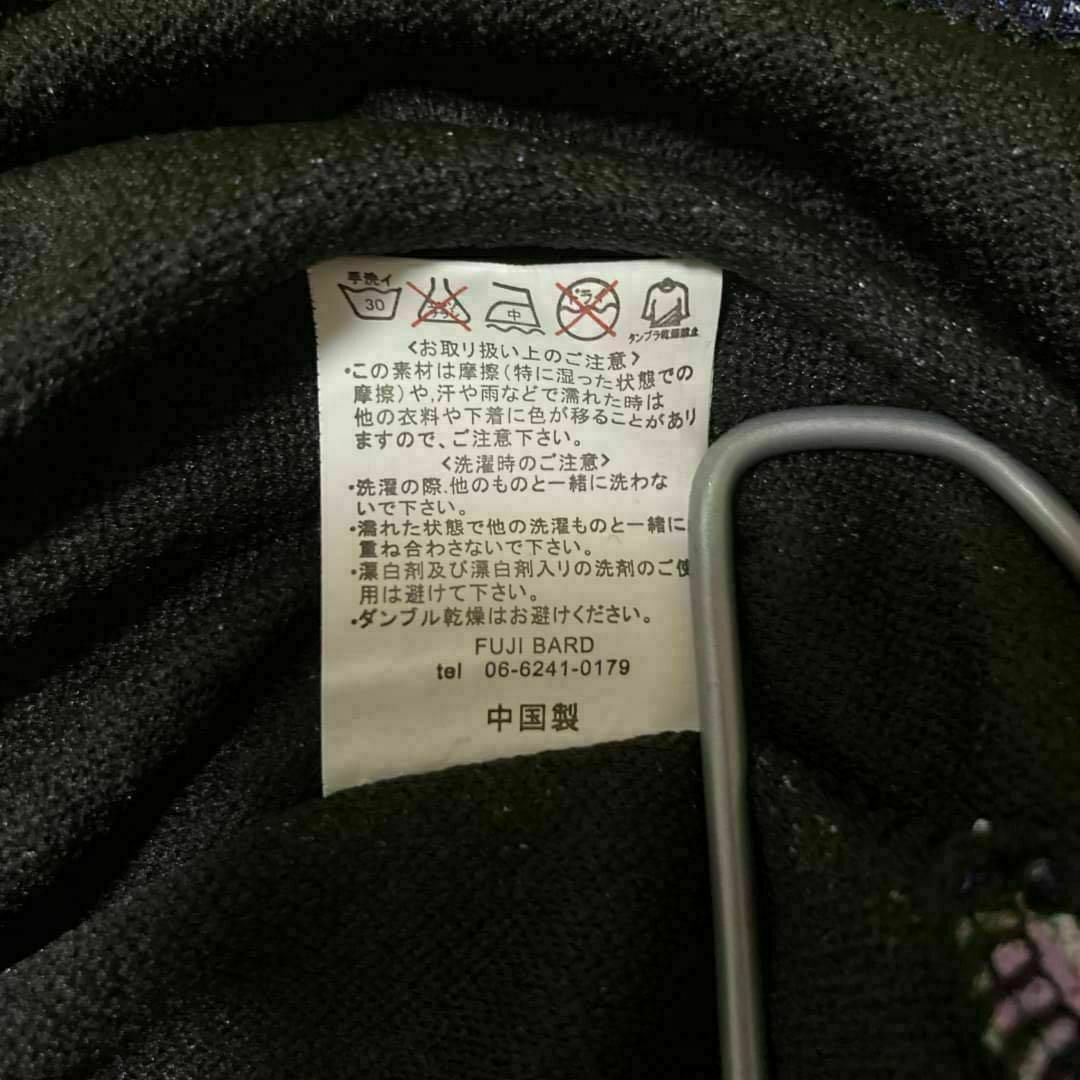 手洗イ
30
エンソ
サラシ
中
ドライ
タンブラ乾燥禁止
〈お取り扱い上のご注意〉
・この素材は摩擦(特に湿った状態での
摩擦)や,汗や雨などで濡れた時は
他の衣料や下着に色が移ることがあり
ますので、ご注意下さい。
〈洗濯時のご注意〉
・洗濯の際,他のものと一緒に洗わな
いで下さい。
・濡れた状態で他の洗濯ものと一緒に
重ね合わさないで下さい。
・漂白剤及び漂白剤入りの洗剤のご使
用は避けて下さい。
・ダンブル乾燥はお避けください。
FUJI BARD
tel 06-6241-0179
中国製